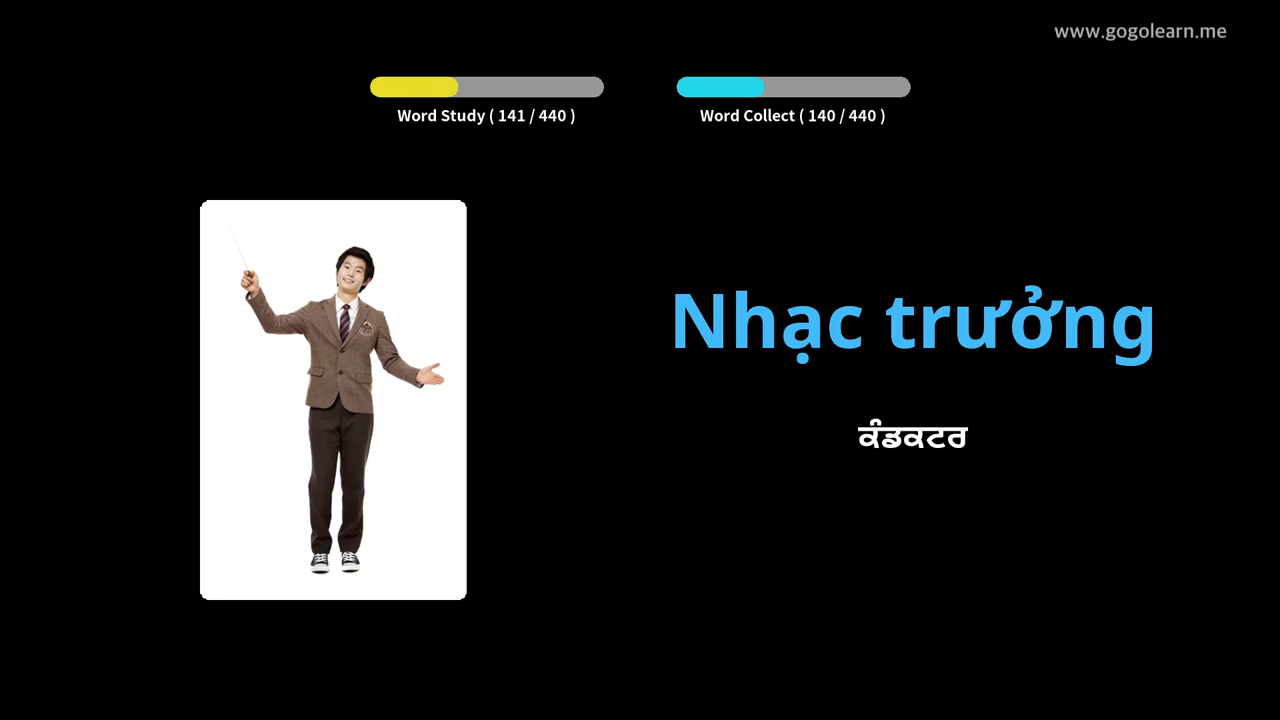 www.gogolearn.me
Word Study ( 141 / 440 )
Word Collect ( 140 / 440 )
Nhạc trưởng
ਕੰਡਕਟਰ